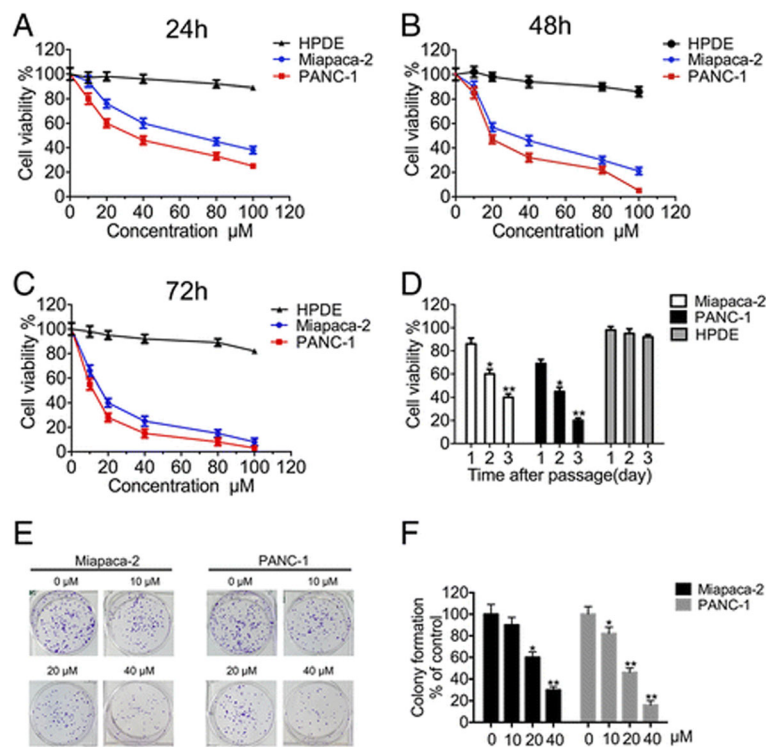 A
24h
Cell viability %
120
100
80
60
40
20
0
0 20 40 60 80 100 120
Concentration µM
HPDE
Miapaca-2
PANC-1
B
48h
Cell viability %
120
100
80
60
40
20
0
0 20 40 60 80 100 120
Concentration µM
HPDE
Miapaca-2
PANC-1
C
72h
Cell viability %
120
100
80
60
40
20
0
0 20 40 60 80 100 120
Concentration µM
HPDE
Miapaca-2
PANC-1
D
Cell viability %
120
100
80
60
40
20
0
* ** * **
1 2 3 1 2 3 1 2 3
Time after passage(day)
Miapaca-2
PANC-1
HPDE
E
Miapaca-2 PANC-1
0 µM 10 µM 0 µM 10 µM
20 µM 40 µM 20 µM 40 µM
F
Colony formation
% of control
120
100
80
60
40
20
0
* ** * ** **
0 10 20 40 0 10 20 40 µM
Miapaca-2
PANC-1